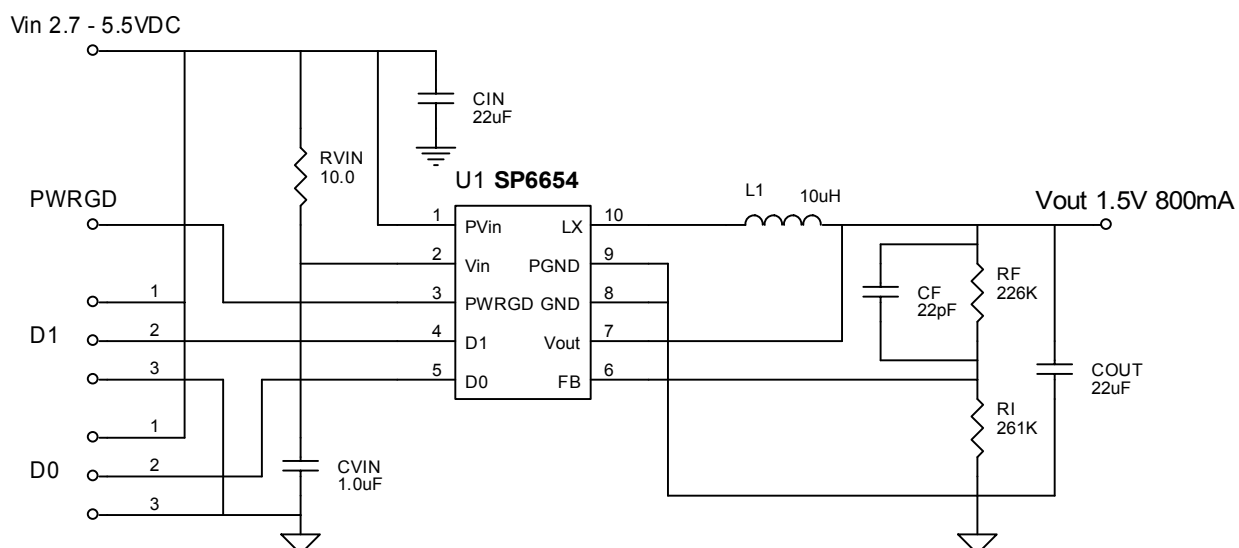 Vin 2.7 - 5.5VDC
CIN
22uF
RVIN
10.0
U1 SP6654
L1
10uH
Vout 1.5V 800mA
PWRGD
1
PVin
LX
10
2
Vin
PGND
9
3
PWRGD
GND
8
4
D1
Vout
7
5
D0
FB
6
1
D1
2
3
1
D0
2
3
CVIN
1.0uF
CF
22pF
RF
226K
COUT
22uF
RI
261K